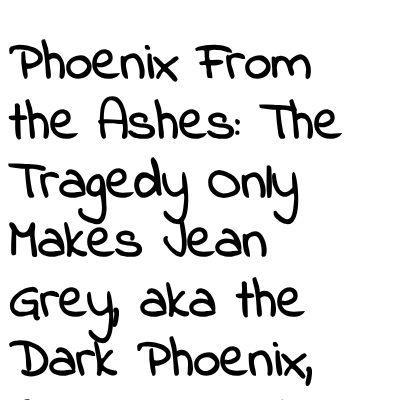 Phoenix From
the Ashes: The
Tragedy Only
Makes Jean
Grey, aka the
Dark Phoenix,